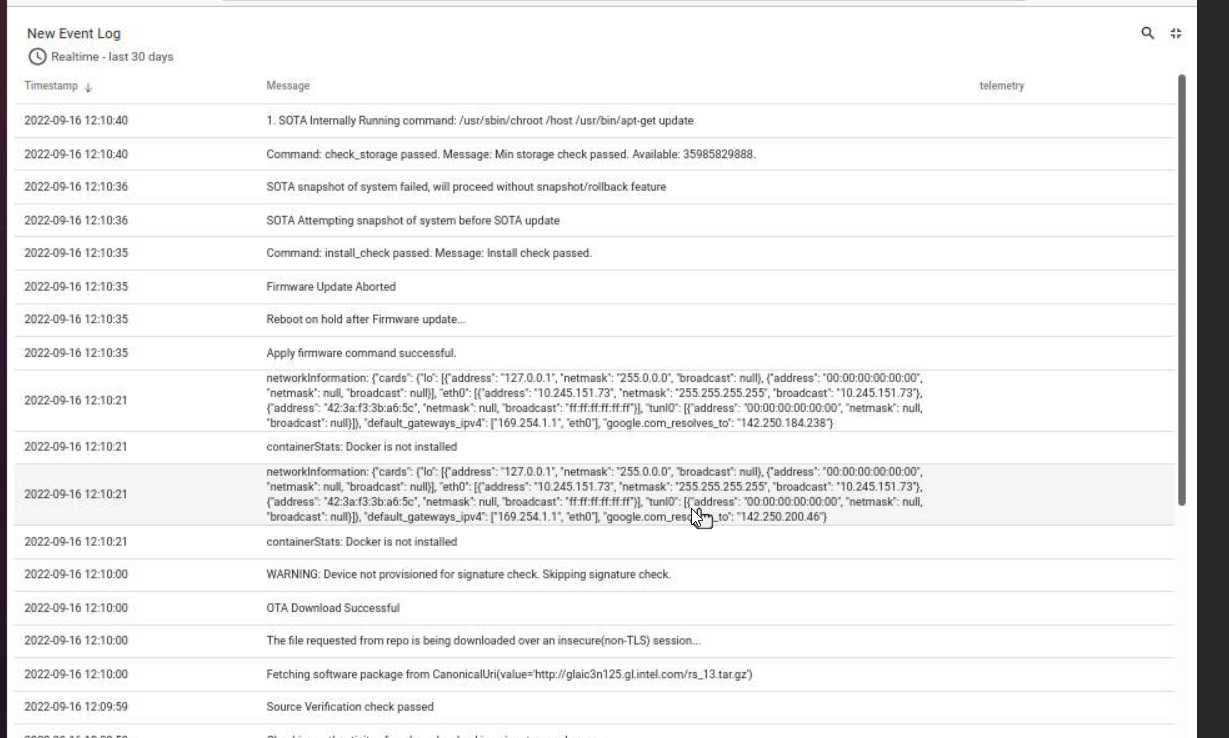 New Event Log
Realtime - last 30 days
Timestamp Message telemetry
2022-09-16 12:10:40 1. SOTA Internally Running command: /usr/sbin/chroot /host /usr/bin/apt-get update
2022-09-16 12:10:40 Command: check_storage passed. Message: Min storage check passed. Available: 35985829888.
2022-09-16 12:10:36 SOTA snapshot of system failed, will proceed without snapshot/rollback feature
2022-09-16 12:10:36 SOTA Attempting snapshot of system before SOTA update
2022-09-16 12:10:35 Command: install_check passed. Message: Install check passed.
2022-09-16 12:10:35 Firmware Update Aborted
2022-09-16 12:10:35 Reboot on hold after Firmware update...
2022-09-16 12:10:35 Apply firmware command successful.
2022-09-16 12:10:21 networkInformation: {"cards": {"lo": [{"address": "127.0.0.1", "netmask": "255.0.0.0", "broadcast": null}, {"address": "00:00:00:00:00:00",
"netmask": null, "broadcast": null}], "eth0": [{"address": "10.245.151.73", "netmask": "255.255.255.255", "broadcast": "10.245.151.73"},
{"address": "42:3a:f3:3b:a6:5c", "netmask": null, "broadcast": "ff:ff:ff:ff:ff:ff"}], "tunl0": [{"address": "00:00:00:00:00:00", "netmask": null,
"broadcast": null}]}, "default_gateways_ipv4": ["169.254.1.1", "eth0"], "google.com_resolves_to": "142.250.184.238"}
2022-09-16 12:10:21 containerStats: Docker is not installed
2022-09-16 12:10:21 networkInformation: {"cards": {"lo": [{"address": "127.0.0.1", "netmask": "255.0.0.0", "broadcast": null}, {"address": "00:00:00:00:00:00",
"netmask": null, "broadcast": null}], "eth0": [{"address": "10.245.151.73", "netmask": "255.255.255.255", "broadcast": "10.245.151.73"},
{"address": "42:3a:f3:3b:a6:5c", "netmask": null, "broadcast": "ff:ff:ff:ff:ff:ff"}], "tunl0": [{"address": "00:00:00:00:00:00", "netmask": null,
"broadcast": null}]}, "default_gateways_ipv4": ["169.254.1.1", "eth0"], "google.com_resolves_to": "142.250.200.46"}
2022-09-16 12:10:21 containerStats: Docker is not installed
2022-09-16 12:10:00 WARNING: Device not provisioned for signature check. Skipping signature check.
2022-09-16 12:10:00 OTA Download Successful
2022-09-16 12:10:00 The file requested from repo is being downloaded over an insecure(non-TLS) session...
2022-09-16 12:10:00 Fetching software package from CanonicalUri(value='http://glaic3n125.gl.intel.com/rs_13.tar.gz')
2022-09-16 12:09:59 Source Verification check passed